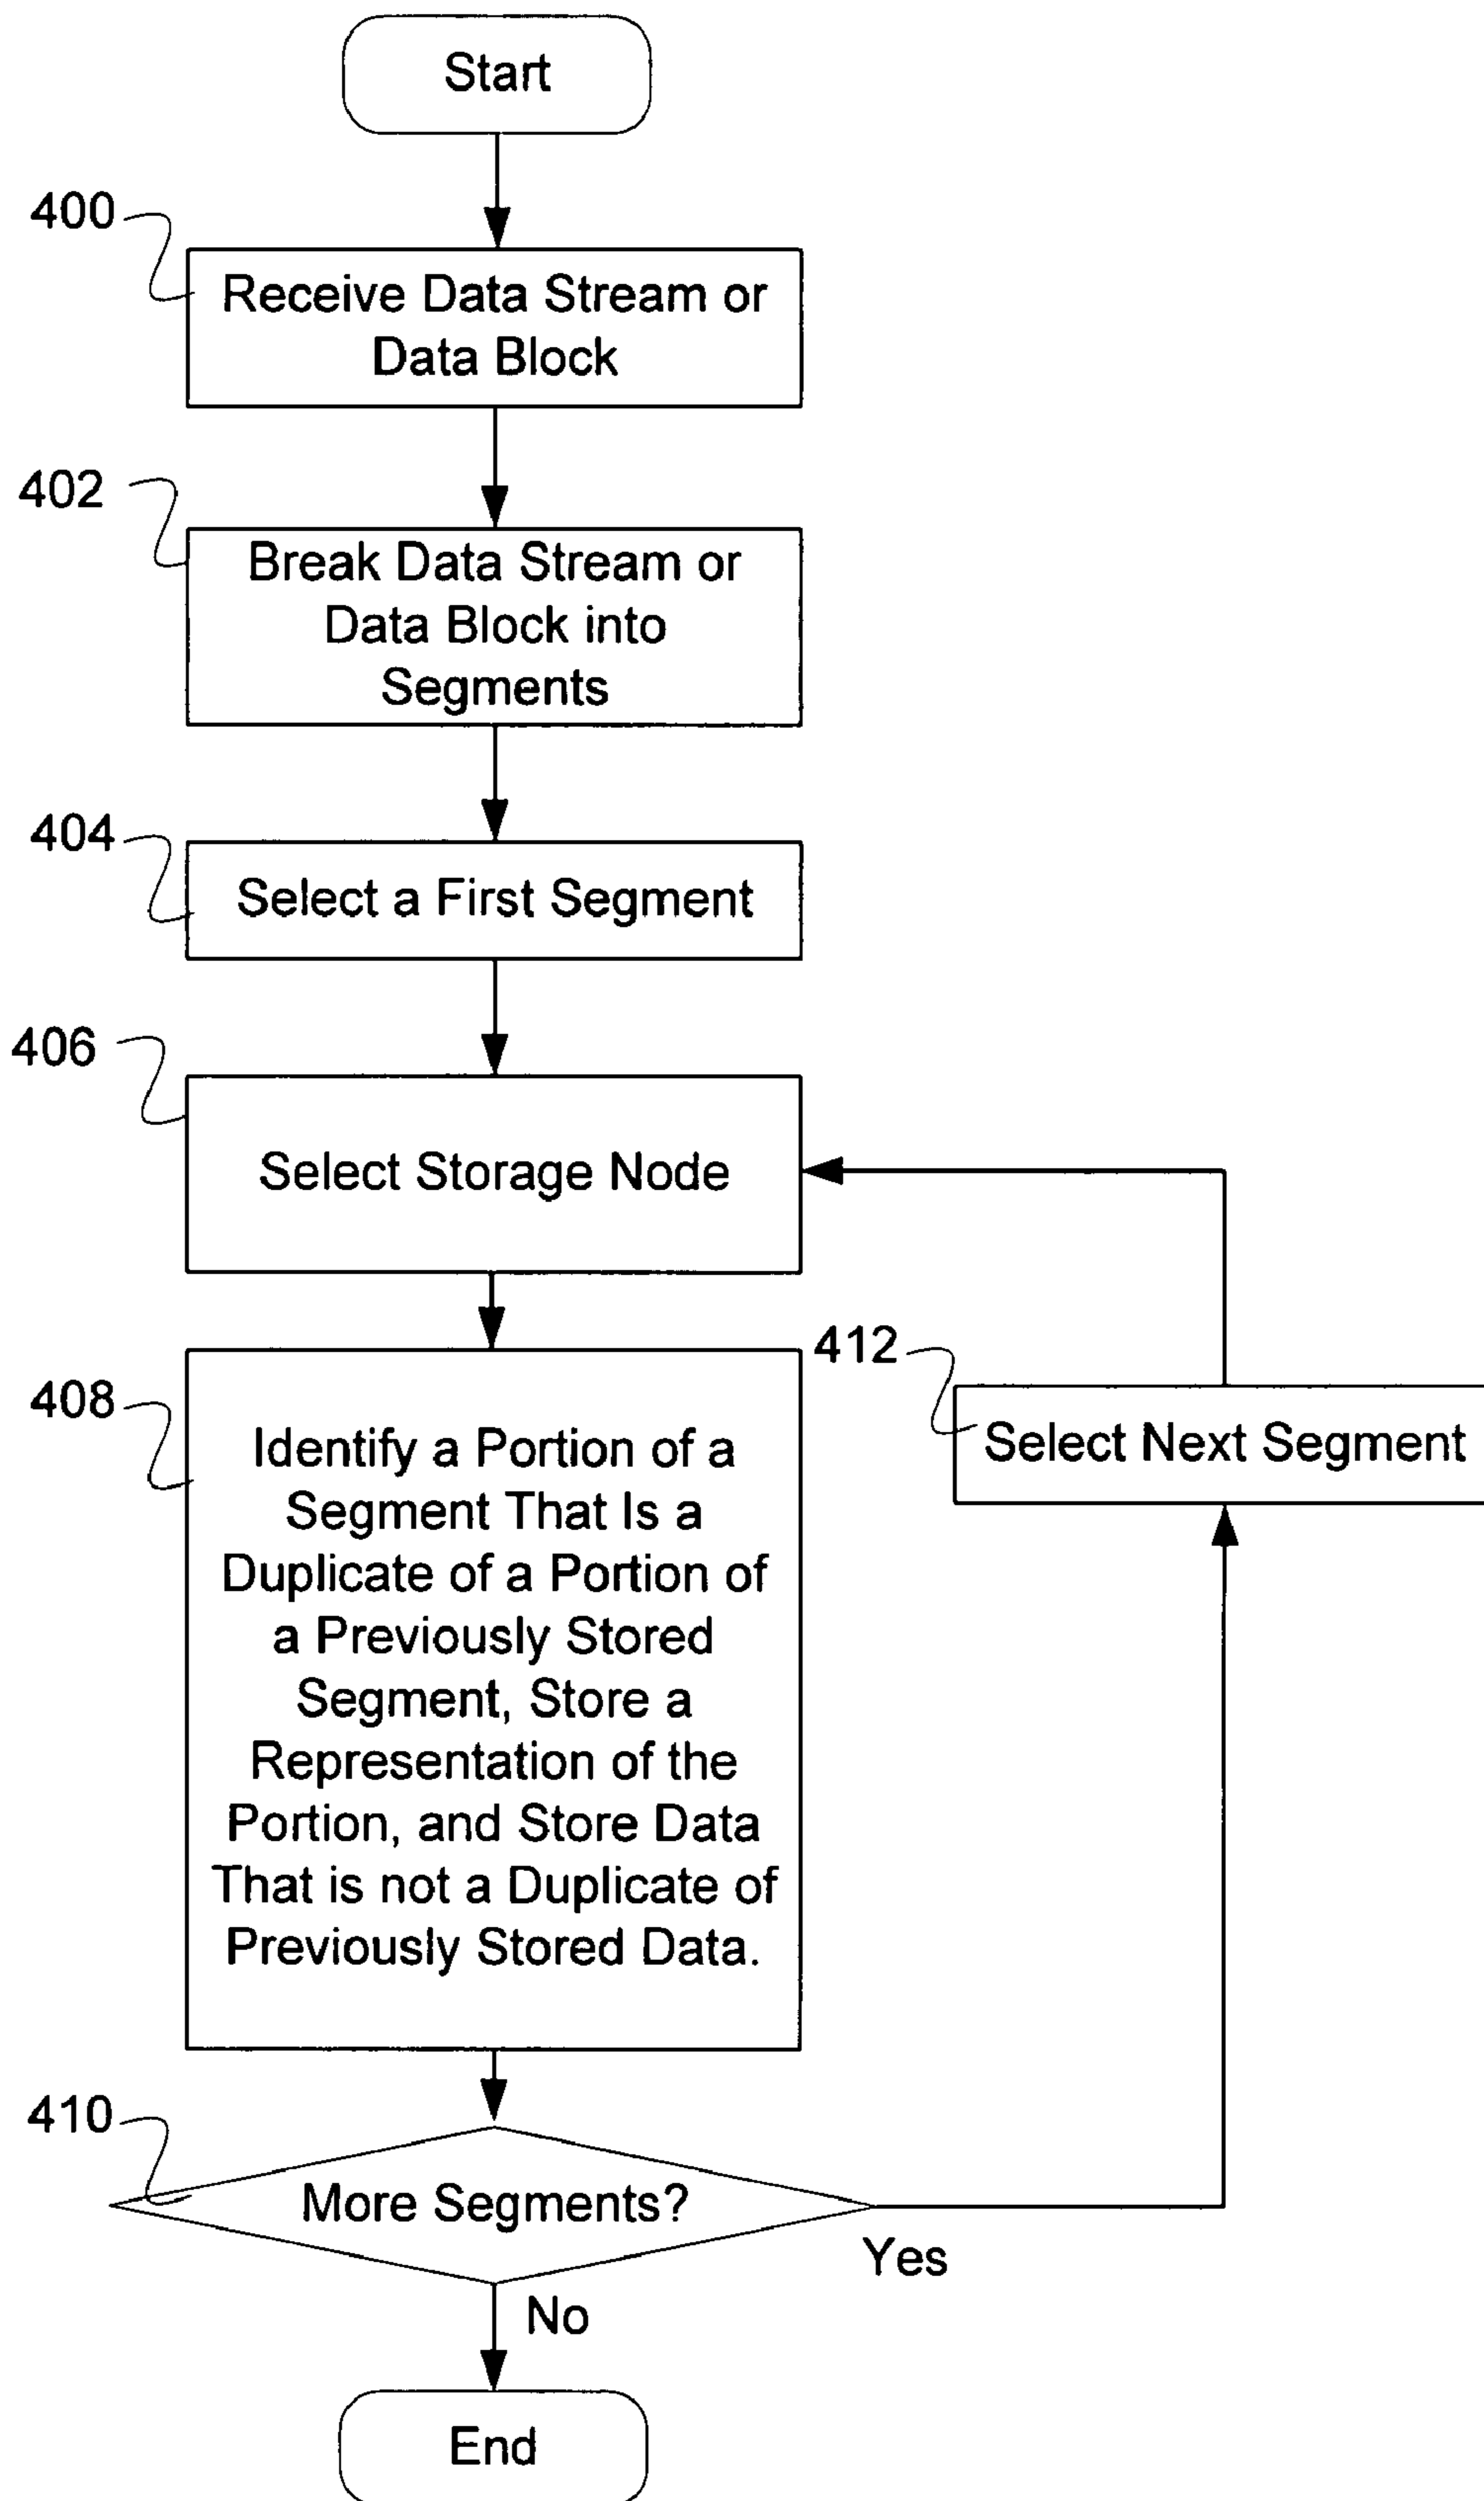 Start
400
Receive Data Stream or
Data Block
402
Break Data Stream or
Data Block into
Segments
404
Select a First Segment
406
Select Storage Node
408
Identify a Portion of a
Segment That Is a
Duplicate of a Portion of
a Previously Stored
Segment, Store a
Representation of the
Portion, and Store Data
That is not a Duplicate of
Previously Stored Data.
412
Select Next Segment
410
More Segments?
Yes
No
End